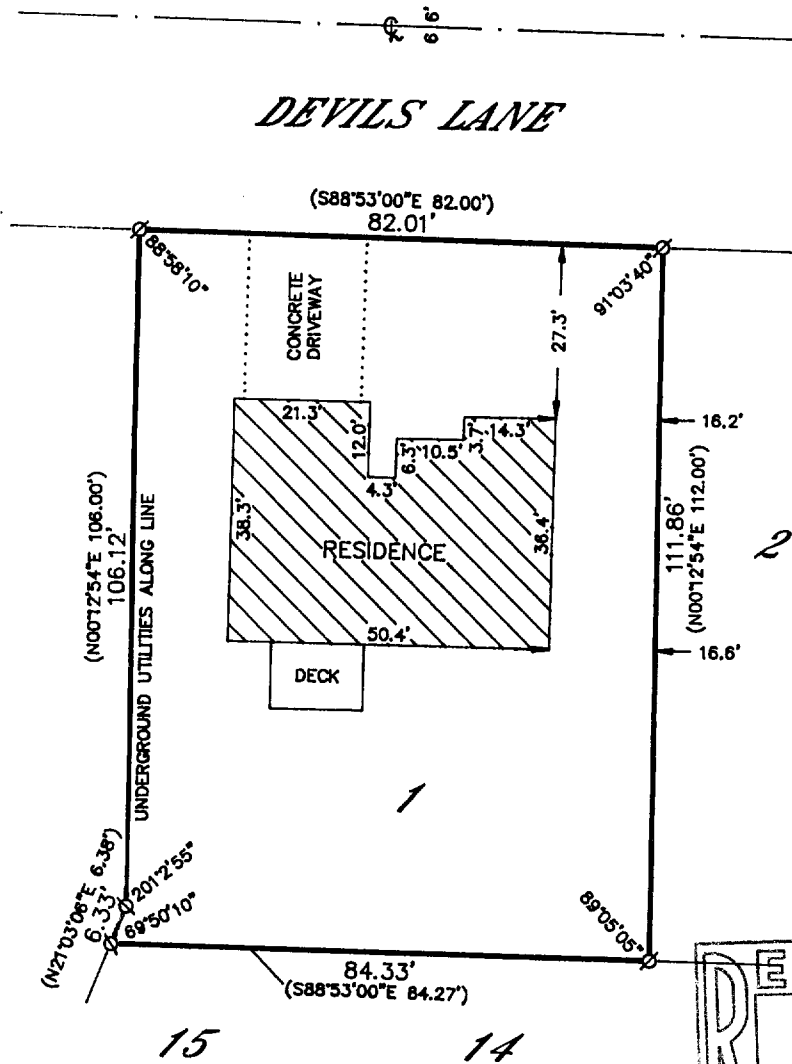 ℄
66'
DEVILS LANE
(S88°53'00"E 82.00')
82.01'
88°58'10"
91°03'40"
CONCRETE
DRIVEWAY
27.3'
21.3'
12.0'
4.3'
6.3'
10.5'
3.7'
14.3'
16.2'
38.3'
RESIDENCE
36.4'
50.4'
DECK
16.6'
(N00°12'54"E 106.00')
106.12'
UNDERGROUND UTILITIES ALONG LINE
111.86'
(N00°12'54"E 112.00')
2
1
(N21°03'06"E 6.38')
6.33'
201°2'55"
69°50'10"
89°05'05"
84.33'
(S88°53'00"E 84.27')
15
14
RE